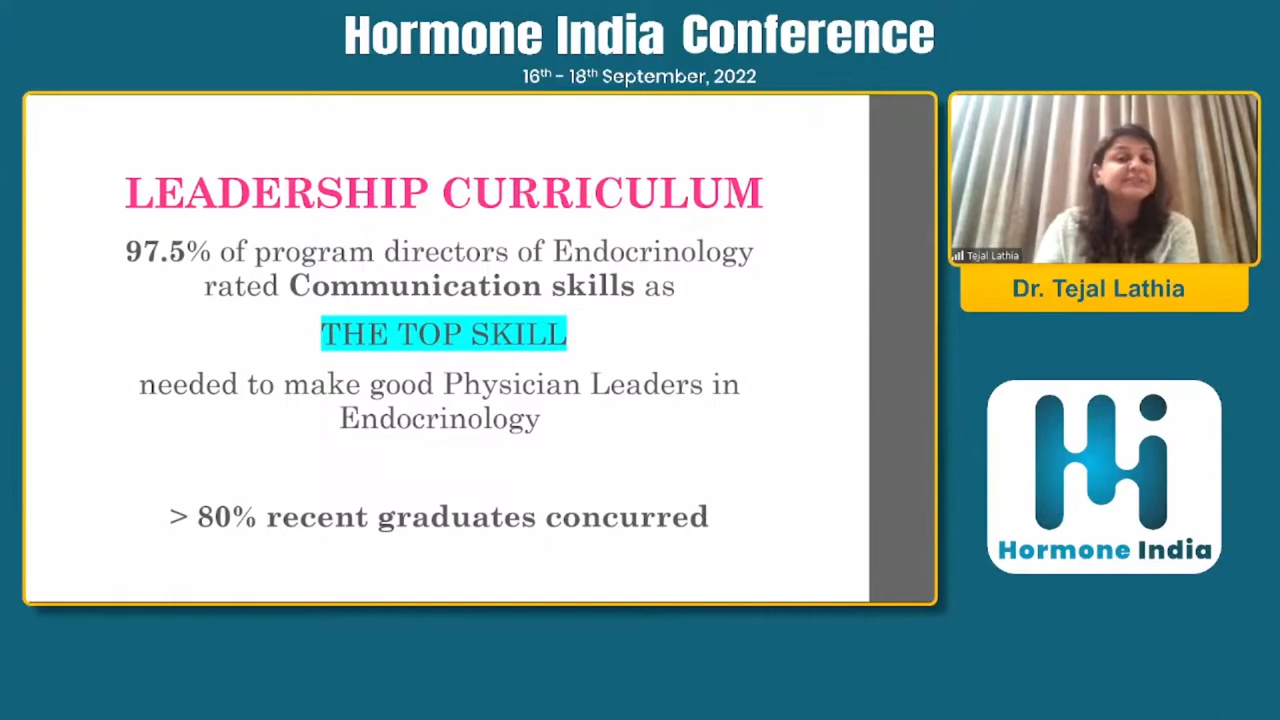 Hormone India Conference
16th - 18th September, 2022
LEADERSHIP CURRICULUM
97.5% of program directors of Endocrinology
rated Communication skills as
THE TOP SKILL
needed to make good Physician Leaders in
Endocrinology
> 80% recent graduates concurred
Tejal Lathia
Dr. Tejal Lathia
Hi
Hormone India